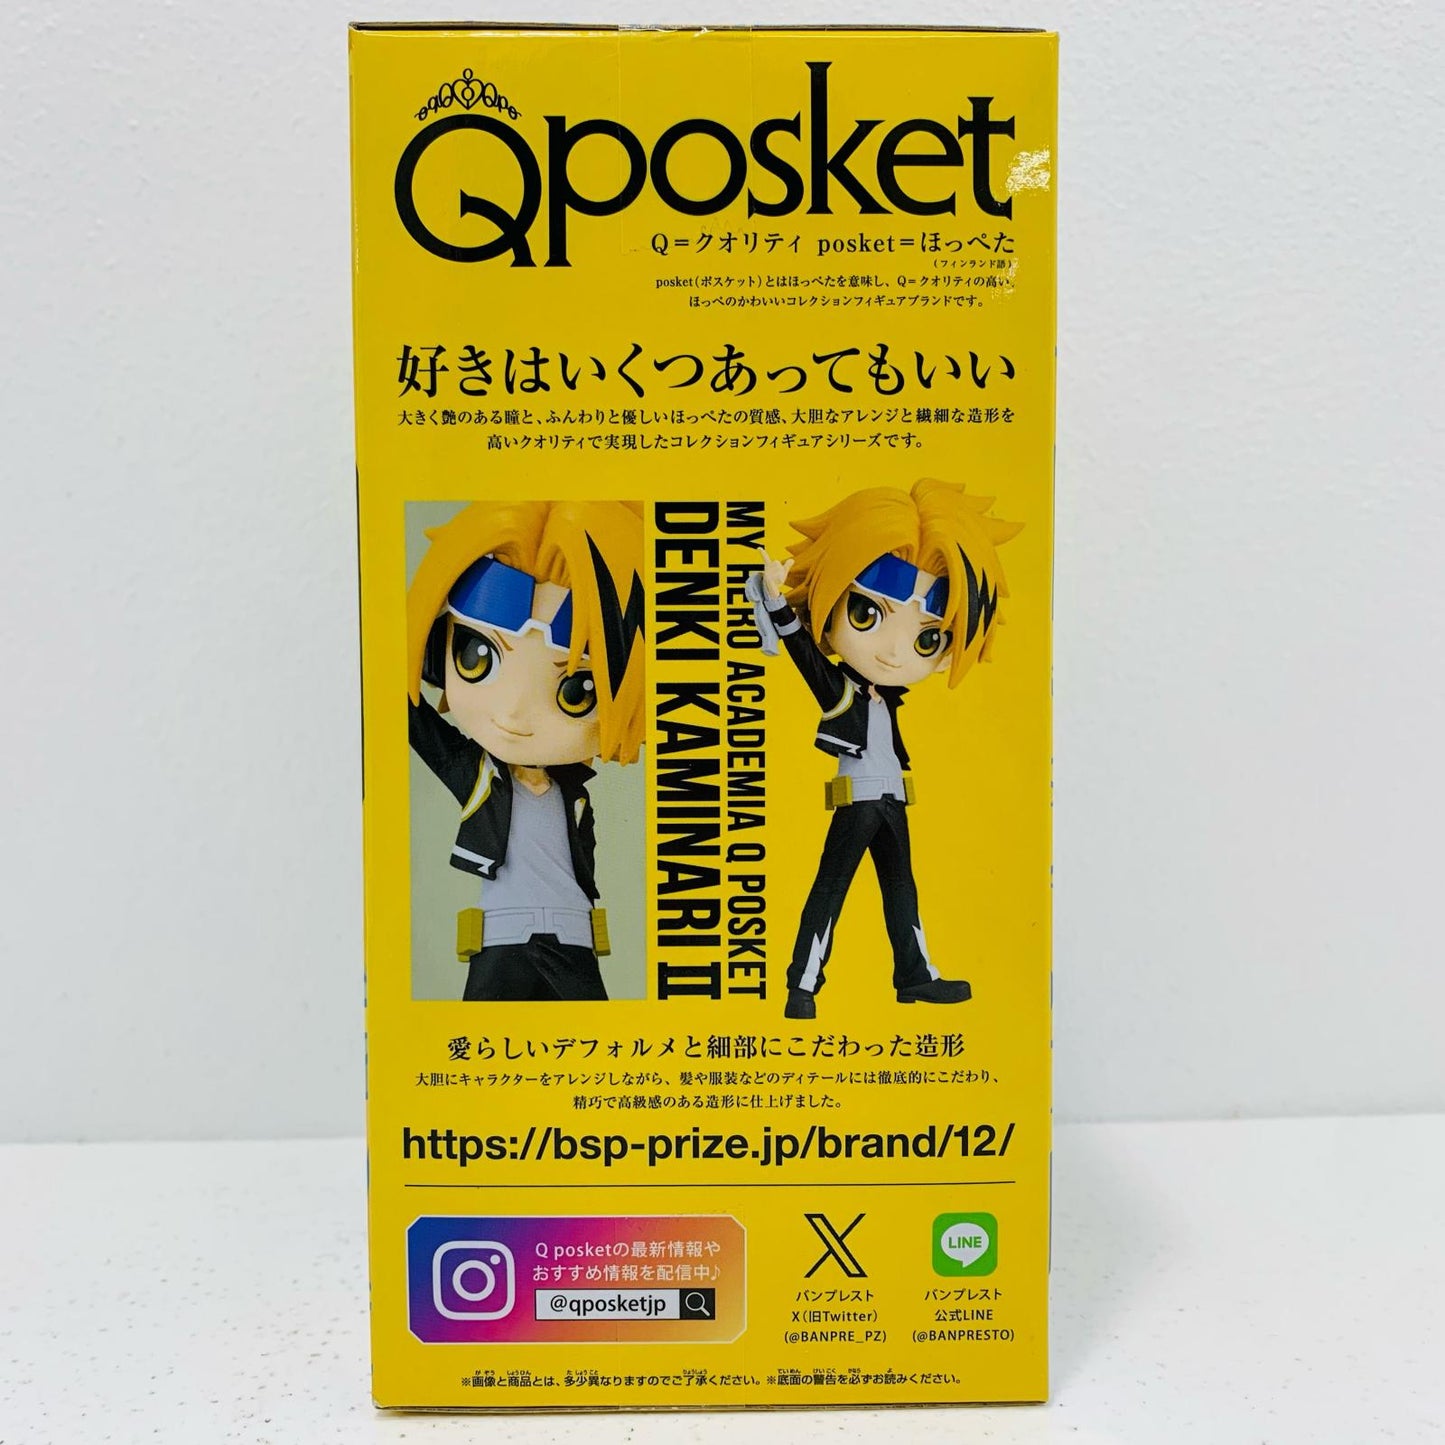 Qposket
Q=クオリティ posket=ほっぺた
(フィンランド語)
posket(ポスケット)とはほっぺたを意味し、Q=クオリティの高い、
ほっぺのかわいいコレクションフィギュアブランドです。
好きはいくつあってもいい
大きく艶のある瞳と、ふんわりと優しいほっぺたの質感、大胆なアレンジと繊細な造形を
高いクオリティで実現したコレクションフィギュアシリーズです。
MY HERO ACADEMIA Q POSKET
DENKI KAMINARI II
愛らしいデフォルメと細部にこだわった造形
大胆にキャラクターをアレンジしながら、髪や服装などのディテールには徹底的にこだわり、
精巧で高級感のある造形に仕上げました。
https://bsp-prize.jp/brand/12/
Q posketの最新情報や
おすすめ情報を配信中♪
@qposketjp
バンプレスト
X(旧Twitter)
(@BANPRE_PZ)
LINE
バンプレスト
公式LINE
(@BANPRESTO)
※画像と商品とは、多少異なりますのでご了承ください。※底面の警告を必ずお読みください。